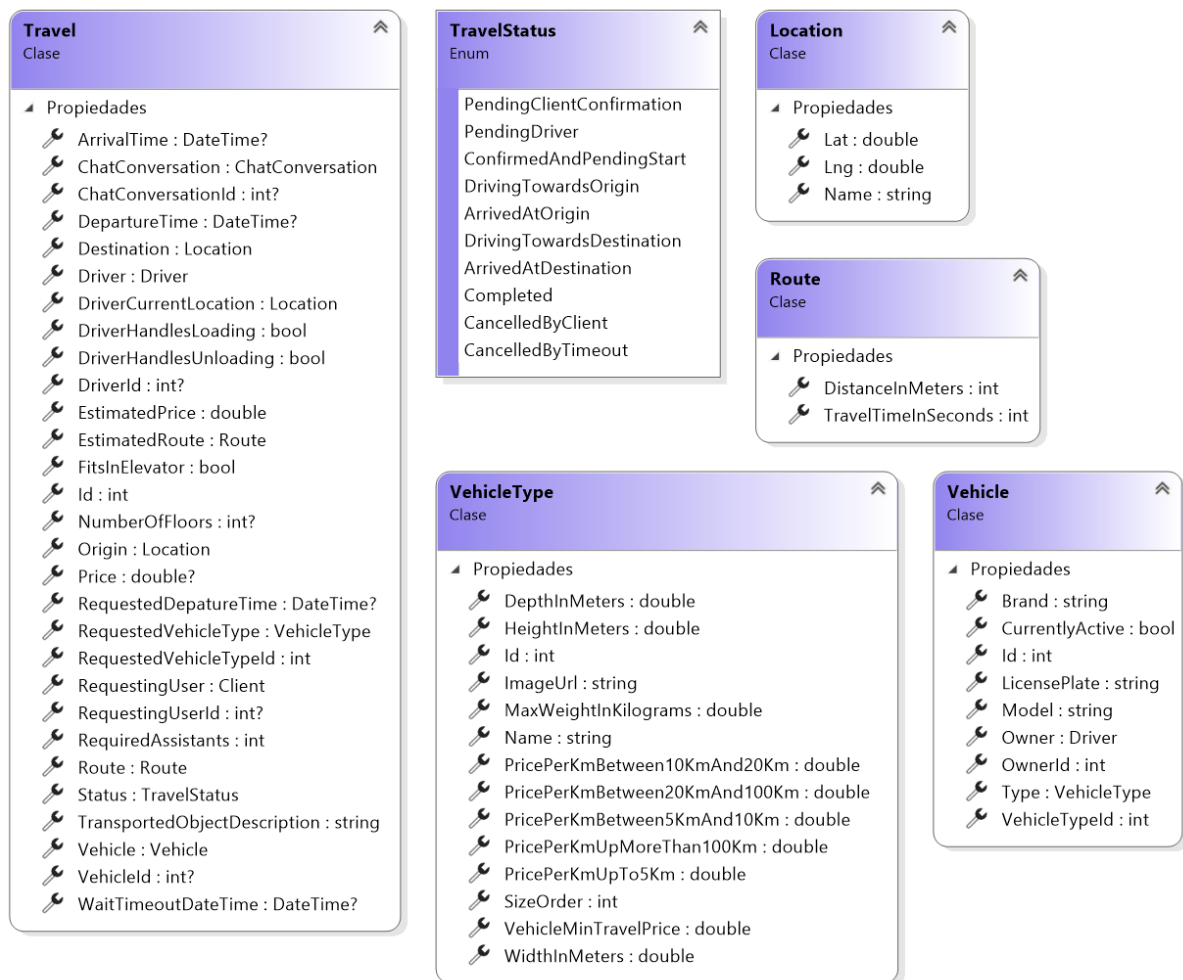 Travel
Clase
Propiedades
ArrivalTime : DateTime?
ChatConversation : ChatConversation
ChatConversationId : int?
DepartureTime : DateTime?
Destination : Location
Driver : Driver
DriverCurrentLocation : Location
DriverHandlesLoading : bool
DriverHandlesUnloading : bool
DriverId : int?
EstimatedPrice : double
EstimatedRoute : Route
FitsInElevator : bool
Id : int
NumberOfFloors : int?
Origin : Location
Price : double?
RequestedDepatureTime : DateTime?
RequestedVehicleType : VehicleType
RequestedVehicleTypeId : int
RequestingUser : Client
RequestingUserId : int?
RequiredAssistants : int
Route : Route
Status : TravelStatus
TransportedObjectDescription : string
Vehicle : Vehicle
VehicleId : int?
WaitTimeoutDateTime : DateTime?
TravelStatus
Enum
PendingClientConfirmation
PendingDriver
ConfirmedAndPendingStart
DrivingTowardsOrigin
ArrivedAtOrigin
DrivingTowardsDestination
ArrivedAtDestination
Completed
CancelledByClient
CancelledByTimeout
Location
Clase
Propiedades
Lat : double
Lng : double
Name : string
Route
Clase
Propiedades
DistanceInMeters : int
TravelTimeInSeconds : int
VehicleType
Clase
Propiedades
DepthInMeters : double
HeightInMeters : double
Id : int
ImageUrl : string
MaxWeightInKilograms : double
Name : string
PricePerKmBetween10KmAnd20Km : double
PricePerKmBetween20KmAnd100Km : double
PricePerKmBetween5KmAnd10Km : double
PricePerKmUpMoreThan100Km : double
PricePerKmUpTo5Km : double
SizeOrder : int
VehicleMinTravelPrice : double
WidthInMeters : double
Vehicle
Clase
Propiedades
Brand : string
CurrentlyActive : bool
Id : int
LicensePlate : string
Model : string
Owner : Driver
OwnerId : int
Type : VehicleType
VehicleTypeId : int